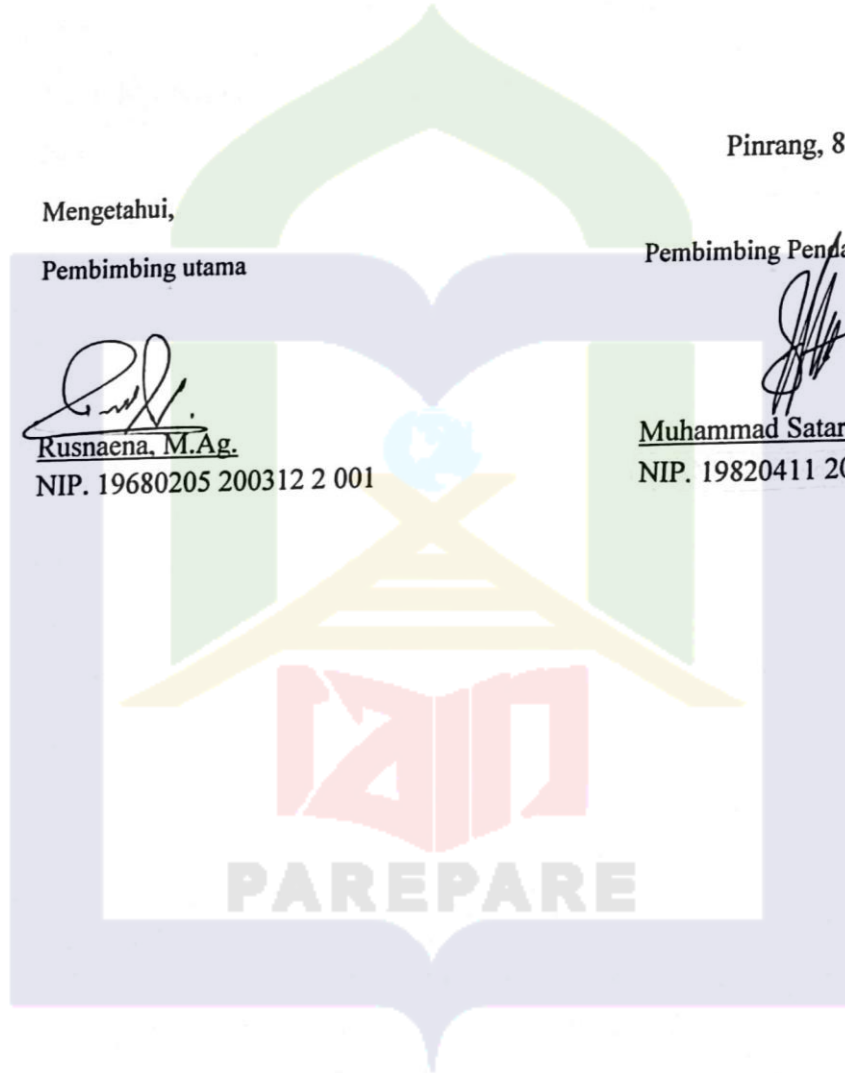 Pinrang, 8
Mengetahui,
Pembimbing utama
Pembimbing Penda
Rusnaena, M.Ag.
NIP. 19680205 200312 2 001
Muhammad Satar
NIP. 19820411 20
iain
PAREPARE